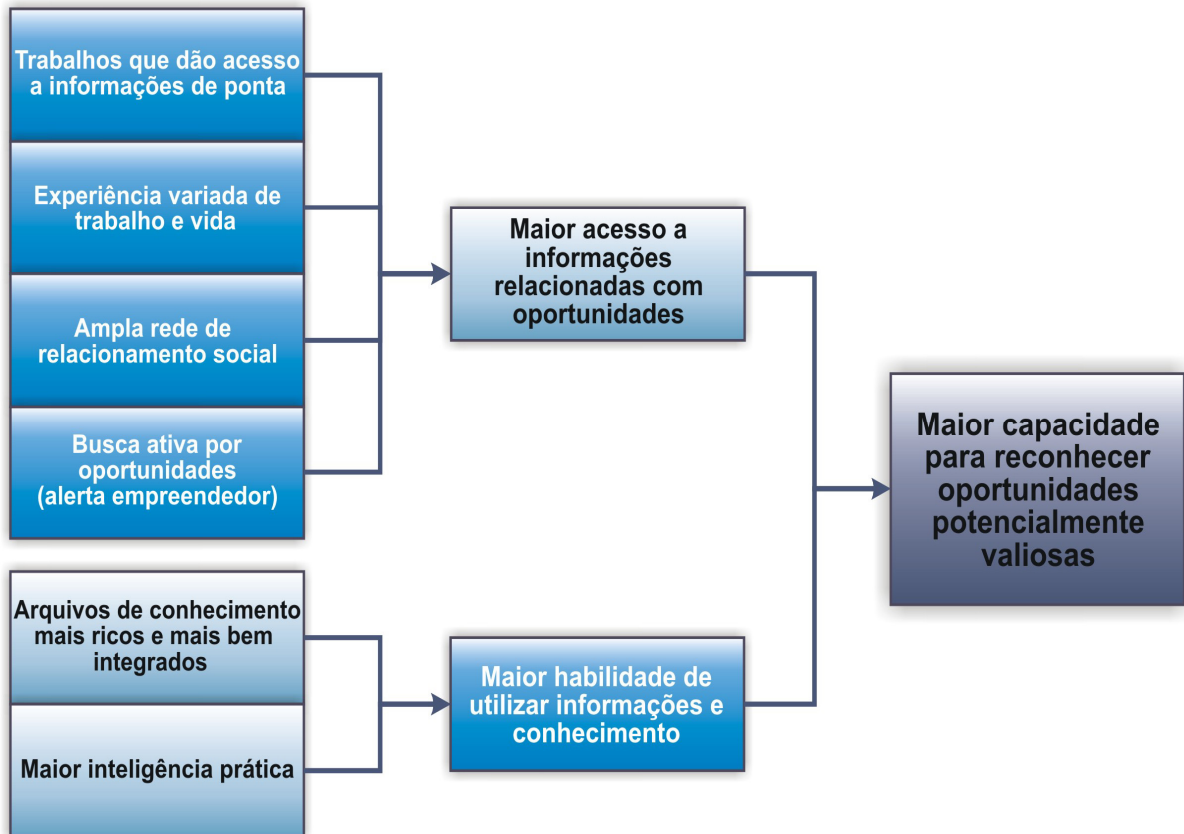 Trabalhos que dão acesso
a informações de ponta
Experiência variada de
trabalho e vida
Ampla rede de
relacionamento social
Busca ativa por
oportunidades
(alerta empreendedor)
Arquivos de conhecimento
mais ricos e mais bem
integrados
Maior inteligência prática
Maior acesso a
informações
relacionadas com
oportunidades
Maior habilidade de
utilizar informações e
conhecimento
Maior capacidade
para reconhecer
oportunidades
potencialmente
valiosas